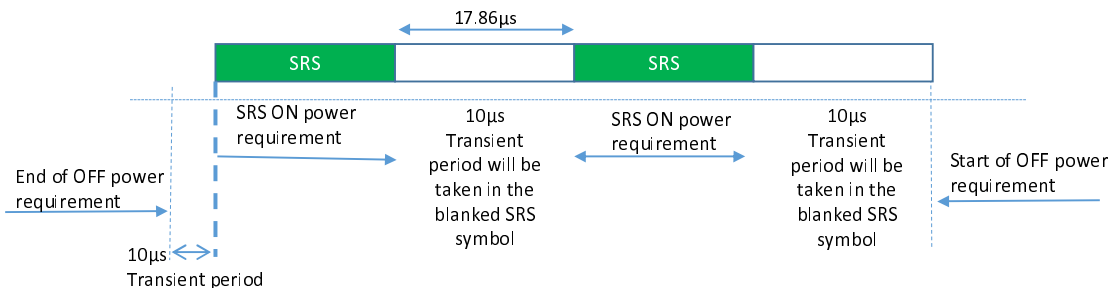 17.86µs
SRS
SRS
SRS ON power
requirement
10µs
Transient
period will be
taken in the
blanked SRS
symbol
SRS ON power
requirement
10µs
Transient
period will be
taken in the
blanked SRS
symbol
End of OFF power
requirement
Start of OFF power
requirement
10µs
Transient period